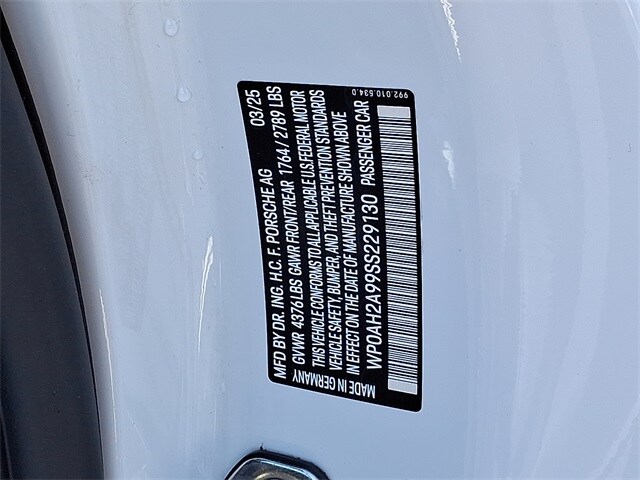 MFD BY DR. ING. H.C. F. PORSCHE AG 03/25
GVWR 4376 LBS GAWR FRONT/REAR 1764 / 2789 LBS
THIS VEHICLE CONFORMS TO ALL APPLICABLE U.S. FEDERAL MOTOR
VEHICLE SAFETY, BUMPER, AND THEFT PREVENTION STANDARDS
IN EFFECT ON THE DATE OF MANUFACTURE SHOWN ABOVE
WP0AH2A99SS229130 PASSENGER CAR
MADE IN GERMANY
992.010.534.0